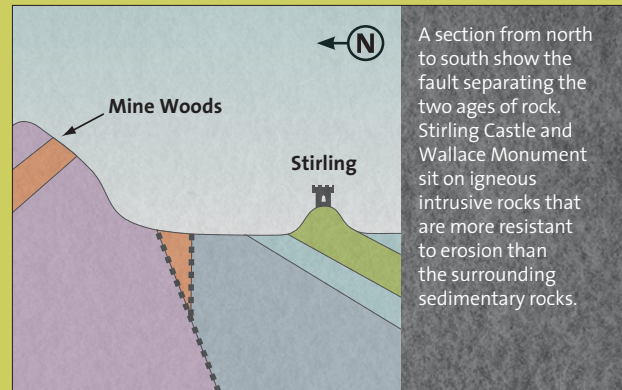 N
Mine Woods
Stirling
A section from north
to south show the
fault separating the
two ages of rock.
Stirling Castle and
Wallace Monument
sit on igneous
intrusive rocks that
are more resistant
to erosion than
the surrounding
sedimentary rocks.